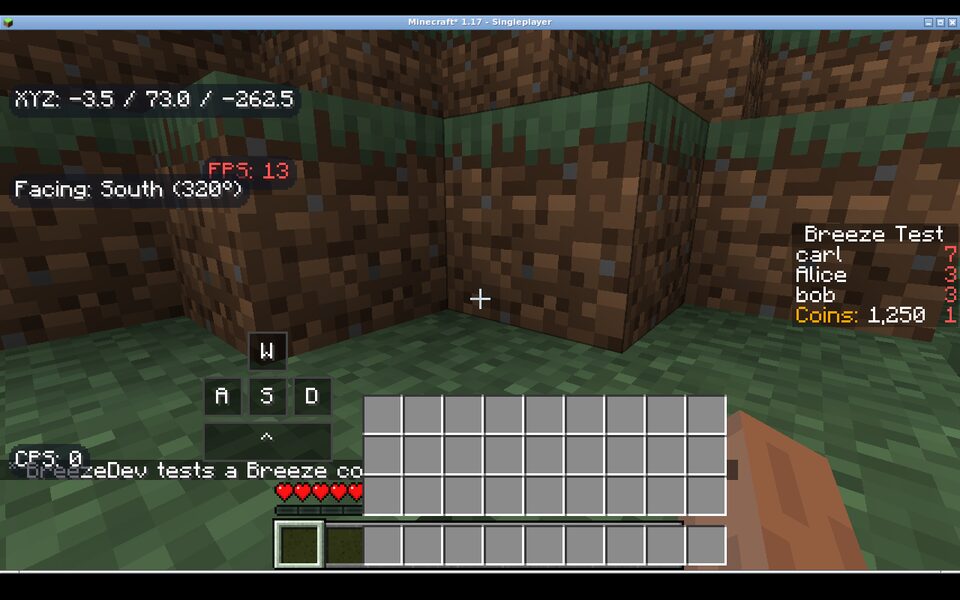 Minecraft* 1.17 - Singleplayer
XYZ: -3.5 / 73.0 / -262.5
FPS: 13
Facing: South (320°)
Breeze Test
carl 7
Alice 3
bob 3
Coins: 1,250 1
W
A S D
^
CPS: 0
BreezeDev tests a Breeze co